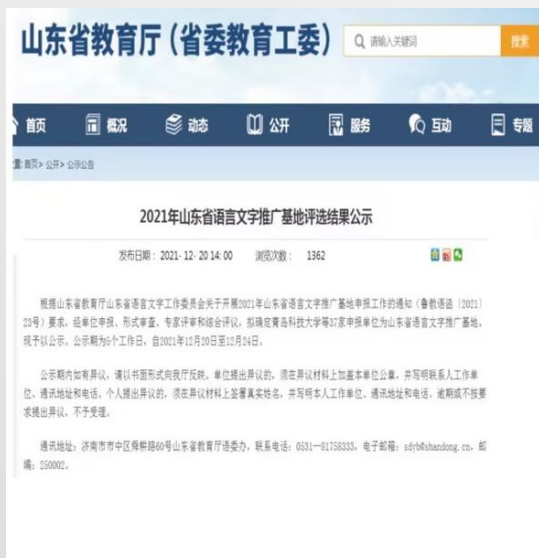 山东省教育厅(省委教育工委)
请输入关键词
搜索
首页 概况 动态 公开 服务 互动 专题
置:首页> 公开> 公示公告
2021年山东省语言文字推广基地评选结果公示
发布日期：2021-12-20 14:00 浏览次数： 1362
根据山东省教育厅山东省语言文字工作委员会关于开展2021年山东省语言文字推广基地申报工作的通知（鲁教语函〔2021〕
23号）要求，经单位申报、形式审查、专家评审和综合评议，拟确定青岛科技大学等37家申报单位为山东省语言文字推广基地，
现予以公示。公示期为5个工作日，自2021年12月20日至12月24日。
公示期内如有异议，请以书面形式向我厅反映。单位提出异议的，须在异议材料上加盖本单位公章，并写明联系人工作单
位、通讯地址和电话。个人提出异议的，须在异议材料上签署真实姓名，并写明本人工作单位、通讯地址和电话。逾期或不按要
求提出异议，不予受理。
通讯地址：济南市市中区舜耕路60号山东省教育厅语委办，联系电话：0531—81758333，电子邮箱：sdyb@shandong.cn，邮
编：250002。